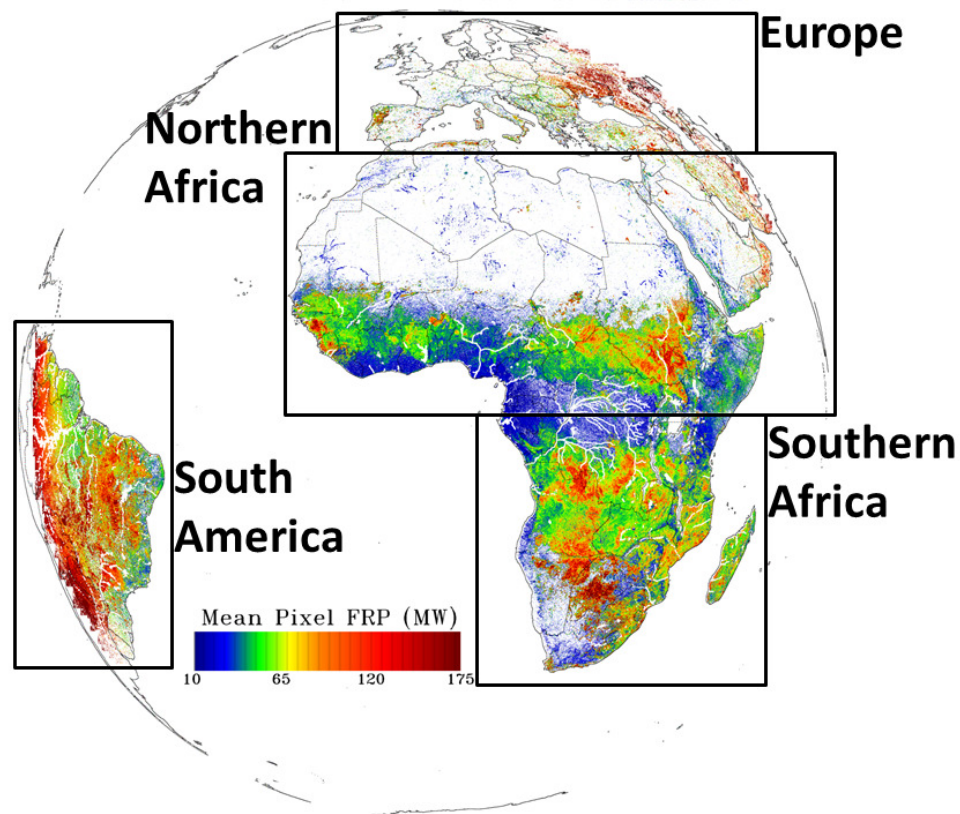 Europe
Northern
Africa
South
America
Southern
Africa
Mean Pixel FRP (MW)
10 65 120 175